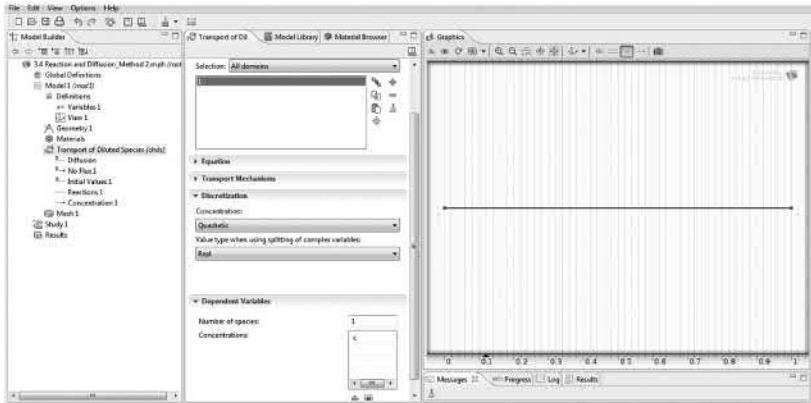 File Edit View Options Help
Model Builder
3.4 Reaction and Diffusion_Method 2.mph (root)
Global Definitions
Model 1 (mod1)
Definitions
Variables 1
View 1
Geometry 1
Materials
Transport of Diluted Species (chds)
Diffusion
No Flux 1
Initial Values 1
Reactions 1
Concentration 1
Mesh 1
Study 1
Results
Transport of Dil Model Library Material Browser
Selection: All domains
1
Equation
Transport Mechanisms
Discretization
Concentration:
Quadratic
Value type when using splitting of complex variables:
Real
Dependent Variables
Number of species: 1
Concentrations: c
Graphics
0 0.1 0.2 0.3 0.4 0.5 0.6 0.7 0.8 0.9 1
Messages Progress Log Results